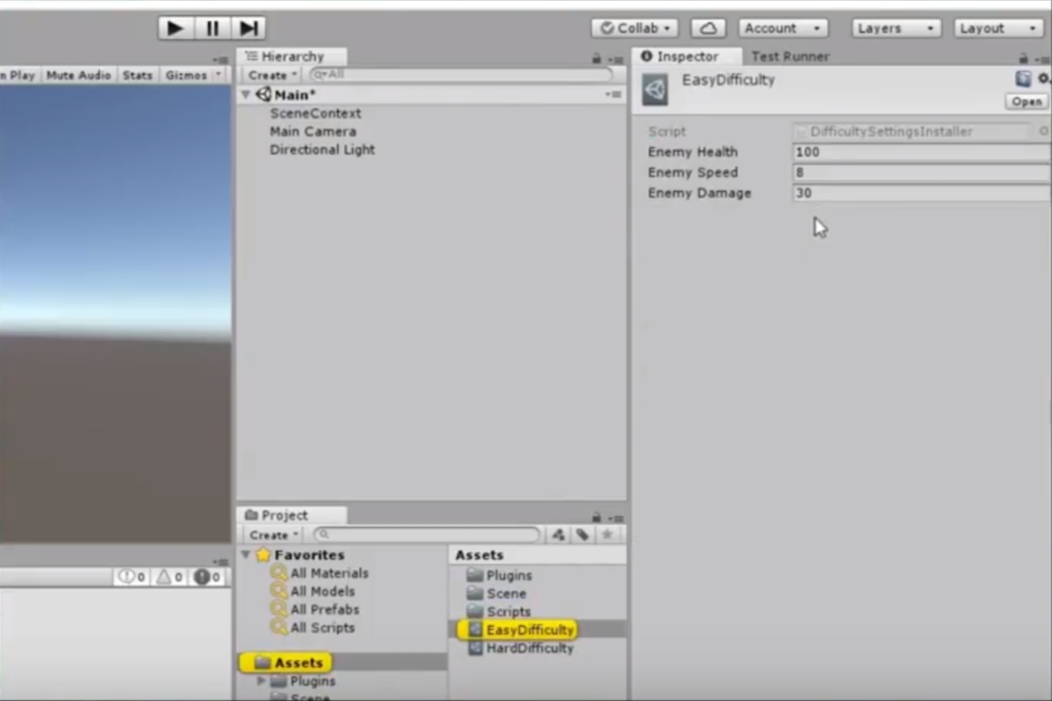 Collab
Account
Layers
Layout
n Play
Mute Audio
Stats
Gizmos
0
0
0
Hierarchy
Create
All
Main*
SceneContext
Main Camera
Directional Light
Project
Create
Favorites
All Materials
All Models
All Prefabs
All Scripts
Assets
Plugins
Scene
Assets
Plugins
Scene
Scripts
EasyDifficulty
HardDifficulty
Inspector
Test Runner
EasyDifficulty
Open
Script DifficultySettingsInstaller
Enemy Health 100
Enemy Speed 8
Enemy Damage 30